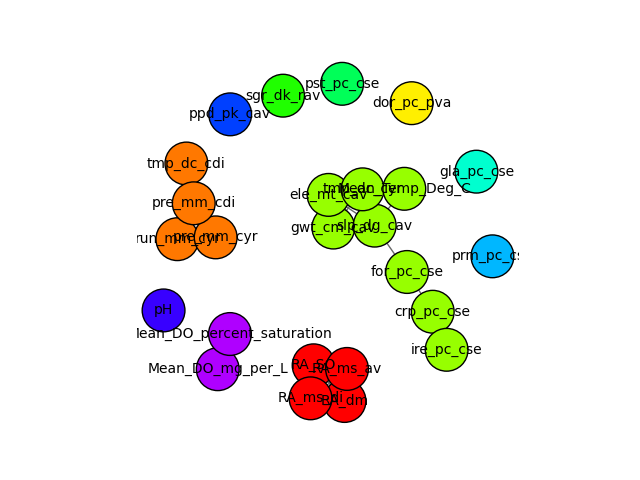 pst_pc_cse
sgr_dk_rav
dor_pc_pva
ppd_pk_cav
tmp_dc_cdi
gla_pc_cse
tmp_dc_cyr
Mean_Temp_Deg_C
ele_mt_cav
pre_mm_cdi
gwt_cm_cav
slp_dg_cav
run_mm_cyr
pre_mm_cyr
prm_pc_cs
for_pc_cse
pH
crp_pc_cse
lean_DO_percent_saturation
ire_pc_cse
Mean_DO_mg_per_L
RA_SO
RA_ms_av
RA_ms_di
RA_dm